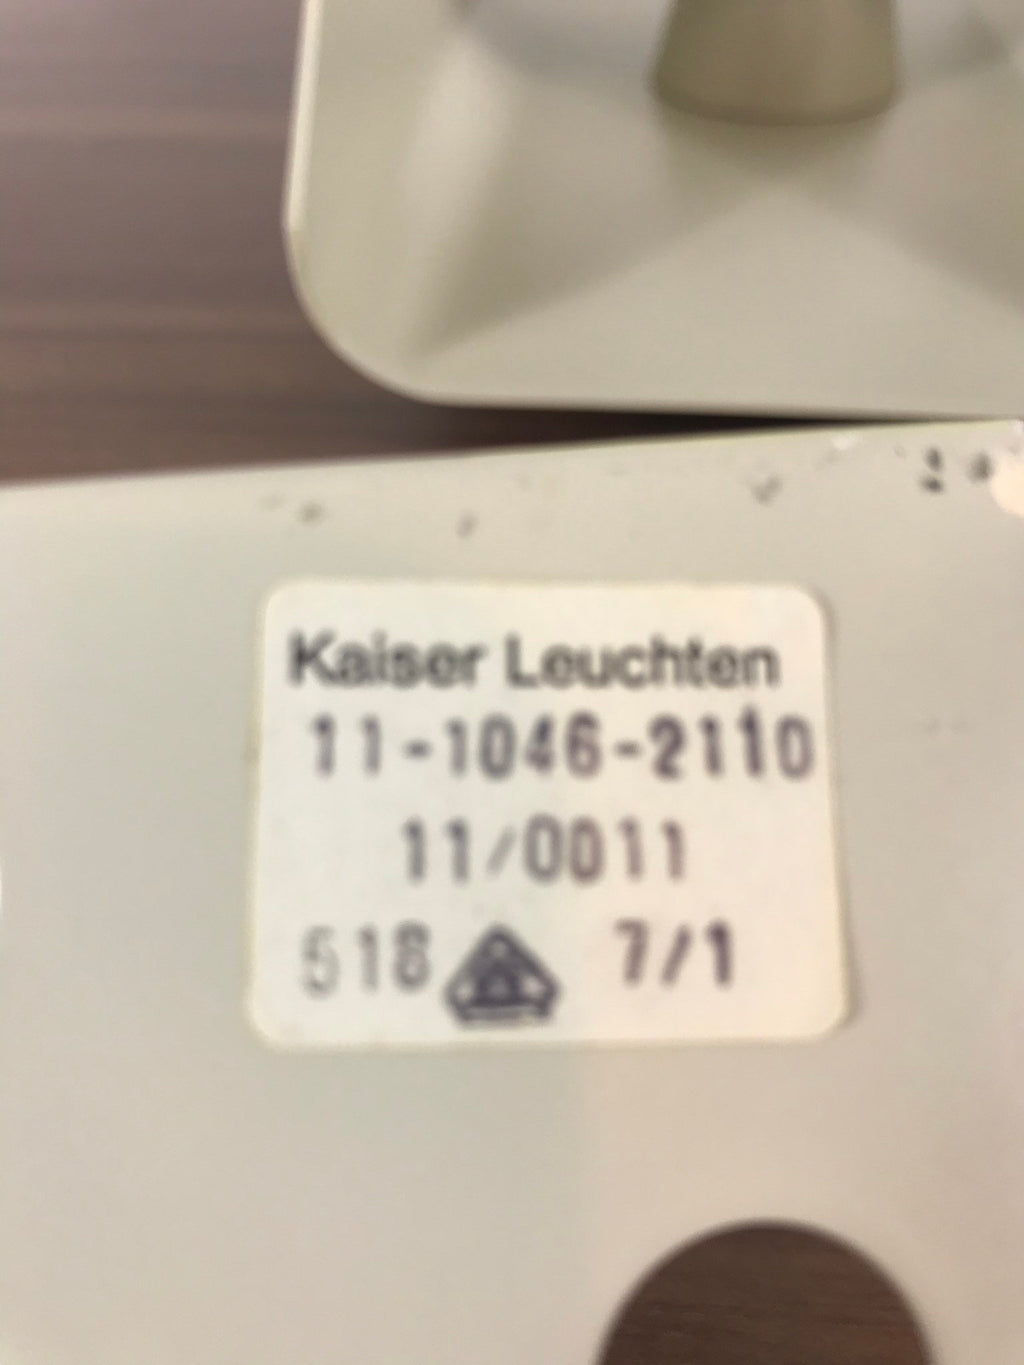 Kaiser Leuchten
11-1046-2110
11/0011
518 7/1